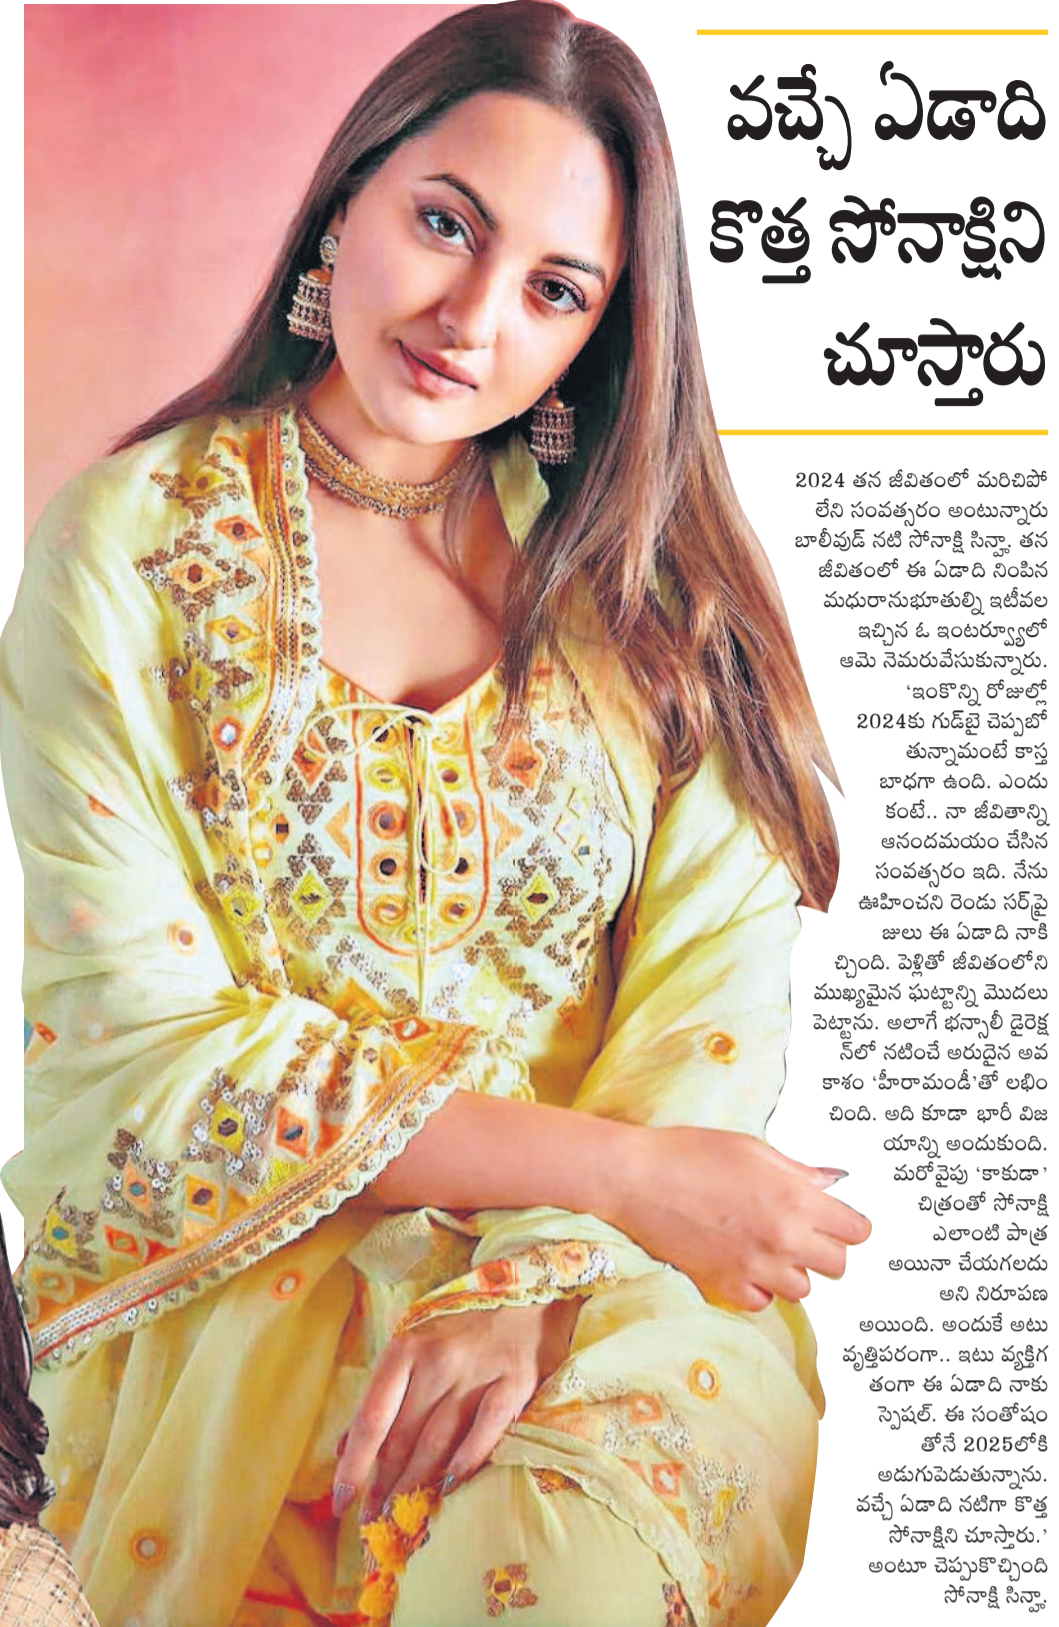 వచ్చే ఏడాది
కొత్త సోనాక్షిని
చూస్తారు
2024 తన జీవితంలో మరిచిపో
లేని సంవత్సరం అంటున్నారు
బాలీవుడ్ నటి సోనాక్షి సిన్హా. తన
జీవితంలో ఈ ఏడాది నింపిన
మధురానుభూతుల్ని ఇటీవల
ఇచ్చిన ఓ ఇంటర్వ్యూలో
ఆమె నెమరువేసుకున్నారు.
‘ఇంకొన్ని రోజుల్లో
2024కు గుడ్‌బై చెప్పబో
తున్నామంటే కాస్త
బాధగా ఉంది. ఎందు
కంటే.. నా జీవితాన్ని
ఆనందమయం చేసిన
సంవత్సరం ఇది. నేను
ఊహించని రెండు సర్‌ప్రై
జులు ఈ ఏడాది నాకి
చ్చింది. పెళ్లితో జీవితంలోని
ముఖ్యమైన ఘట్టాన్ని మొదలు
పెట్టాను. అలాగే భన్సాలీ డైరెక్ష
న్‌లో నటించే అరుదైన అవ
కాశం ‘హీరామండీ’తో లభిం
చింది. అది కూడా భారీ విజ
యాన్ని అందుకుంది.
మరోవైపు ‘కాకుడా’
చిత్రంతో సోనాక్షి
ఎలాంటి పాత్ర
అయినా చేయగలదు
అని నిరూపణ
అయింది. అందుకే అటు
వృత్తిపరంగా.. ఇటు వ్యక్తిగ
తంగా ఈ ఏడాది నాకు
స్పెషల్. ఈ సంతోషం
తోనే 2025లోకి
అడుగుపెడుతున్నాను.
వచ్చే ఏడాది నటిగా కొత్త
సోనాక్షిని చూస్తారు.’
అంటూ చెప్పుకొచ్చింది
సోనాక్షి సిన్హా.